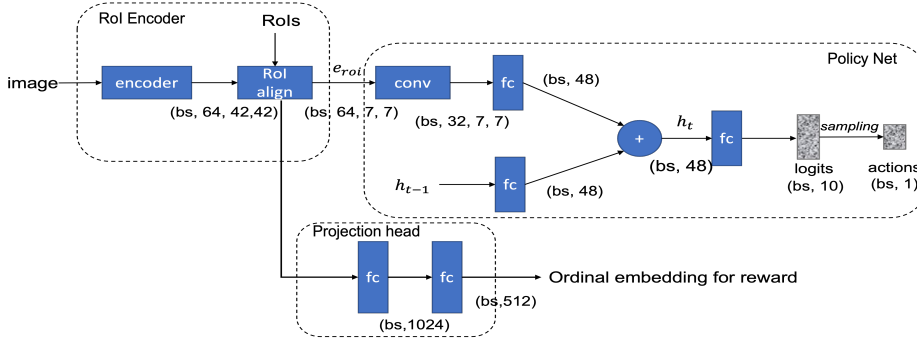 RoI Encoder
RoIs
Policy Net
image
encoder
RoI
align
e_roi
conv
fc
(bs, 48)
(bs, 64, 42,42)
(bs, 64, 7, 7)
(bs, 32, 7, 7)
+
h_t
fc
sampling
(bs, 48)
logits
(bs, 10)
actions
(bs, 1)
h_{t−1}
fc
(bs, 48)
Projection head
fc
fc
Ordinal embedding for reward
(bs,512)
(bs,1024)